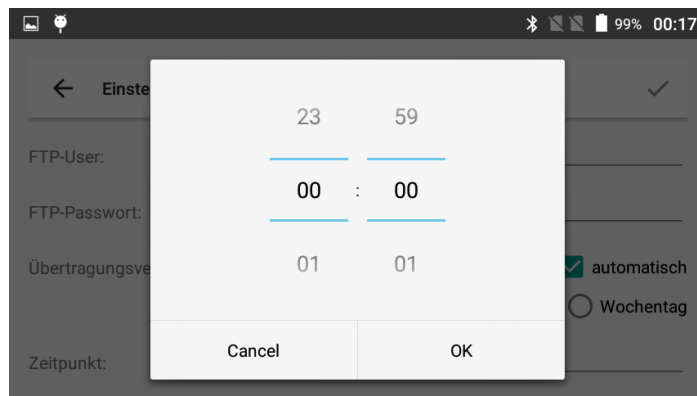 99% 00:17
Einste
23 59
FTP-User:
00 : 00
FTP-Passwort:
01 01
Übertragungsve
automatisch
Wochentag
Cancel OK
Zeitpunkt: